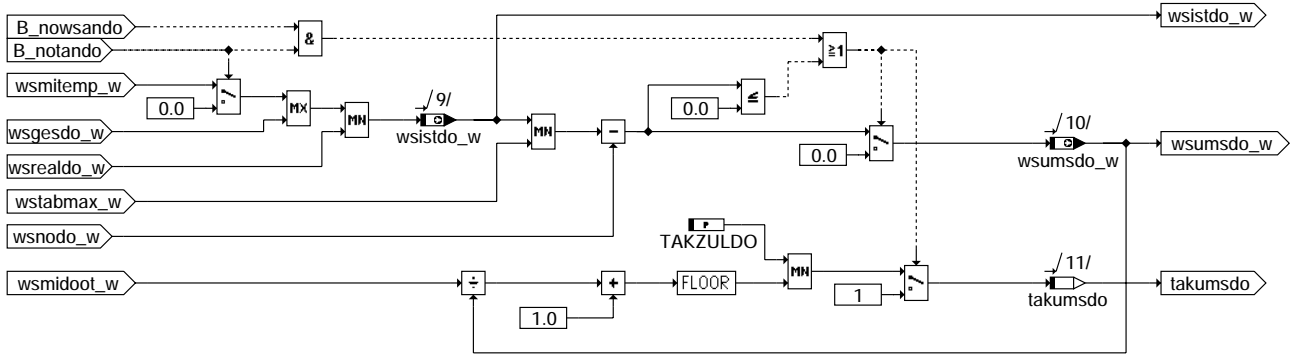 B_nowsando
B_notando
&
wsmitemp_w
0.0
MX
wsgesdo_w
wsrealdo_w
MN
/9/
wsistdo_w
wsistdo_w
MN
-
0.0
≤
≥1
0.0
/10/
wsumsdo_w
wsumsdo_w
wstabmax_w
wsnodo_w
P
TAKZULDO
MN
wsmidoot_w
÷
+
1.0
FLOOR
1
/11/
takumsdo
takumsdo